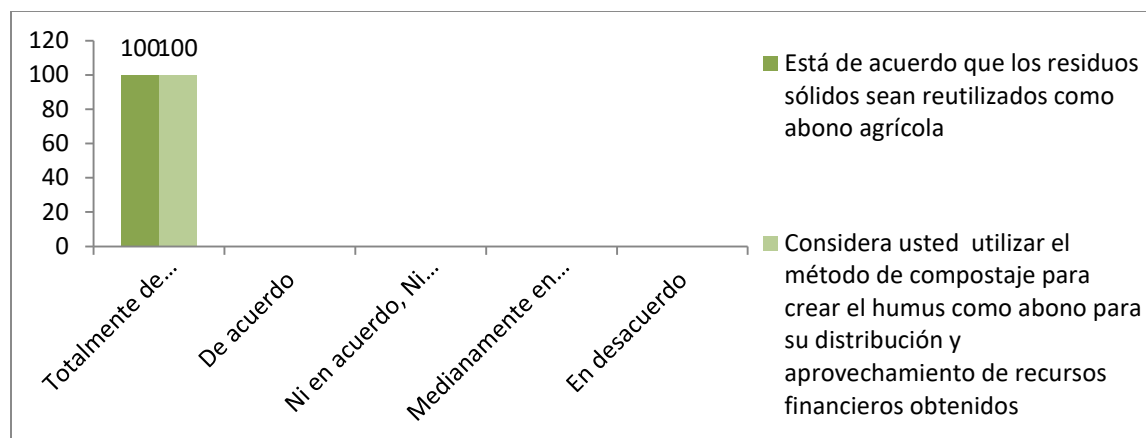 120
100
80
60
40
20
0
100 100
Totalmente de...
De acuerdo
Ni en acuerdo, Ni...
Medianamente en...
En desacuerdo
Está de acuerdo que los residuos
sólidos sean reutilizados como
abono agrícola
Considera usted  utilizar el
método de compostaje para
crear el humus como abono para
su distribución y
aprovechamiento de recursos
financieros obtenidos